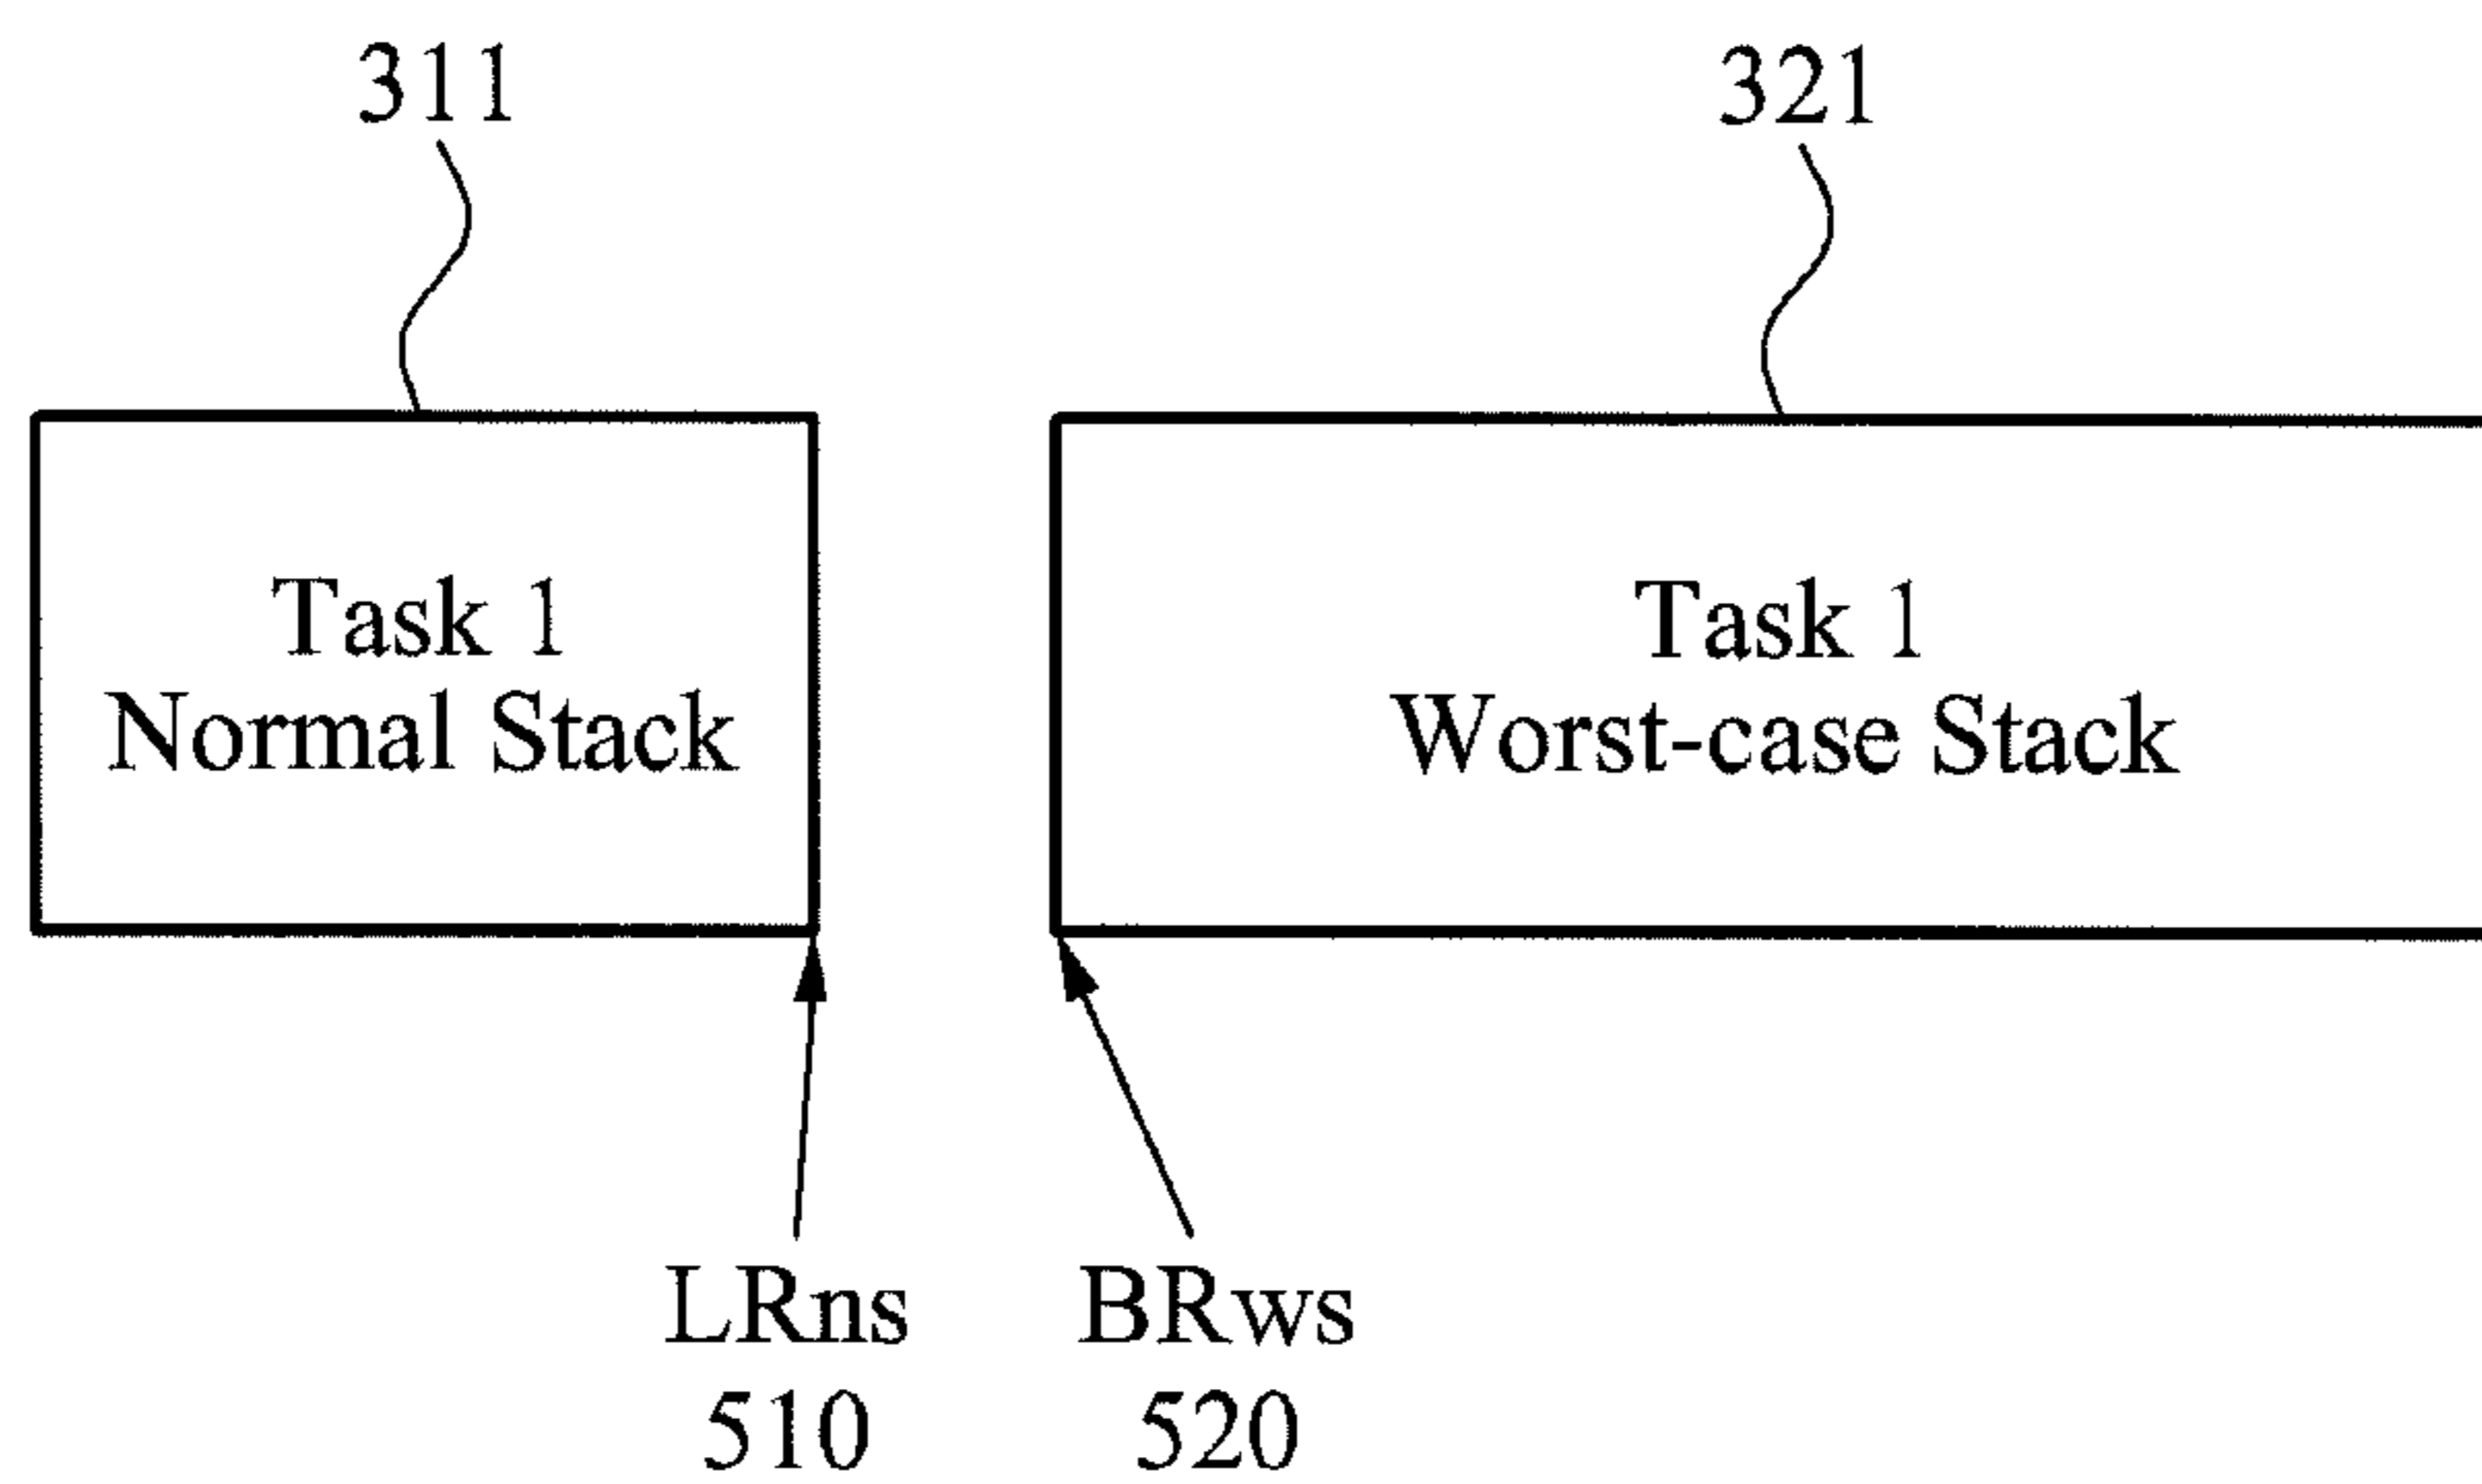 311
321
Task 1
Normal Stack
Task 1
Worst-case Stack
LRns
510
BRws
520